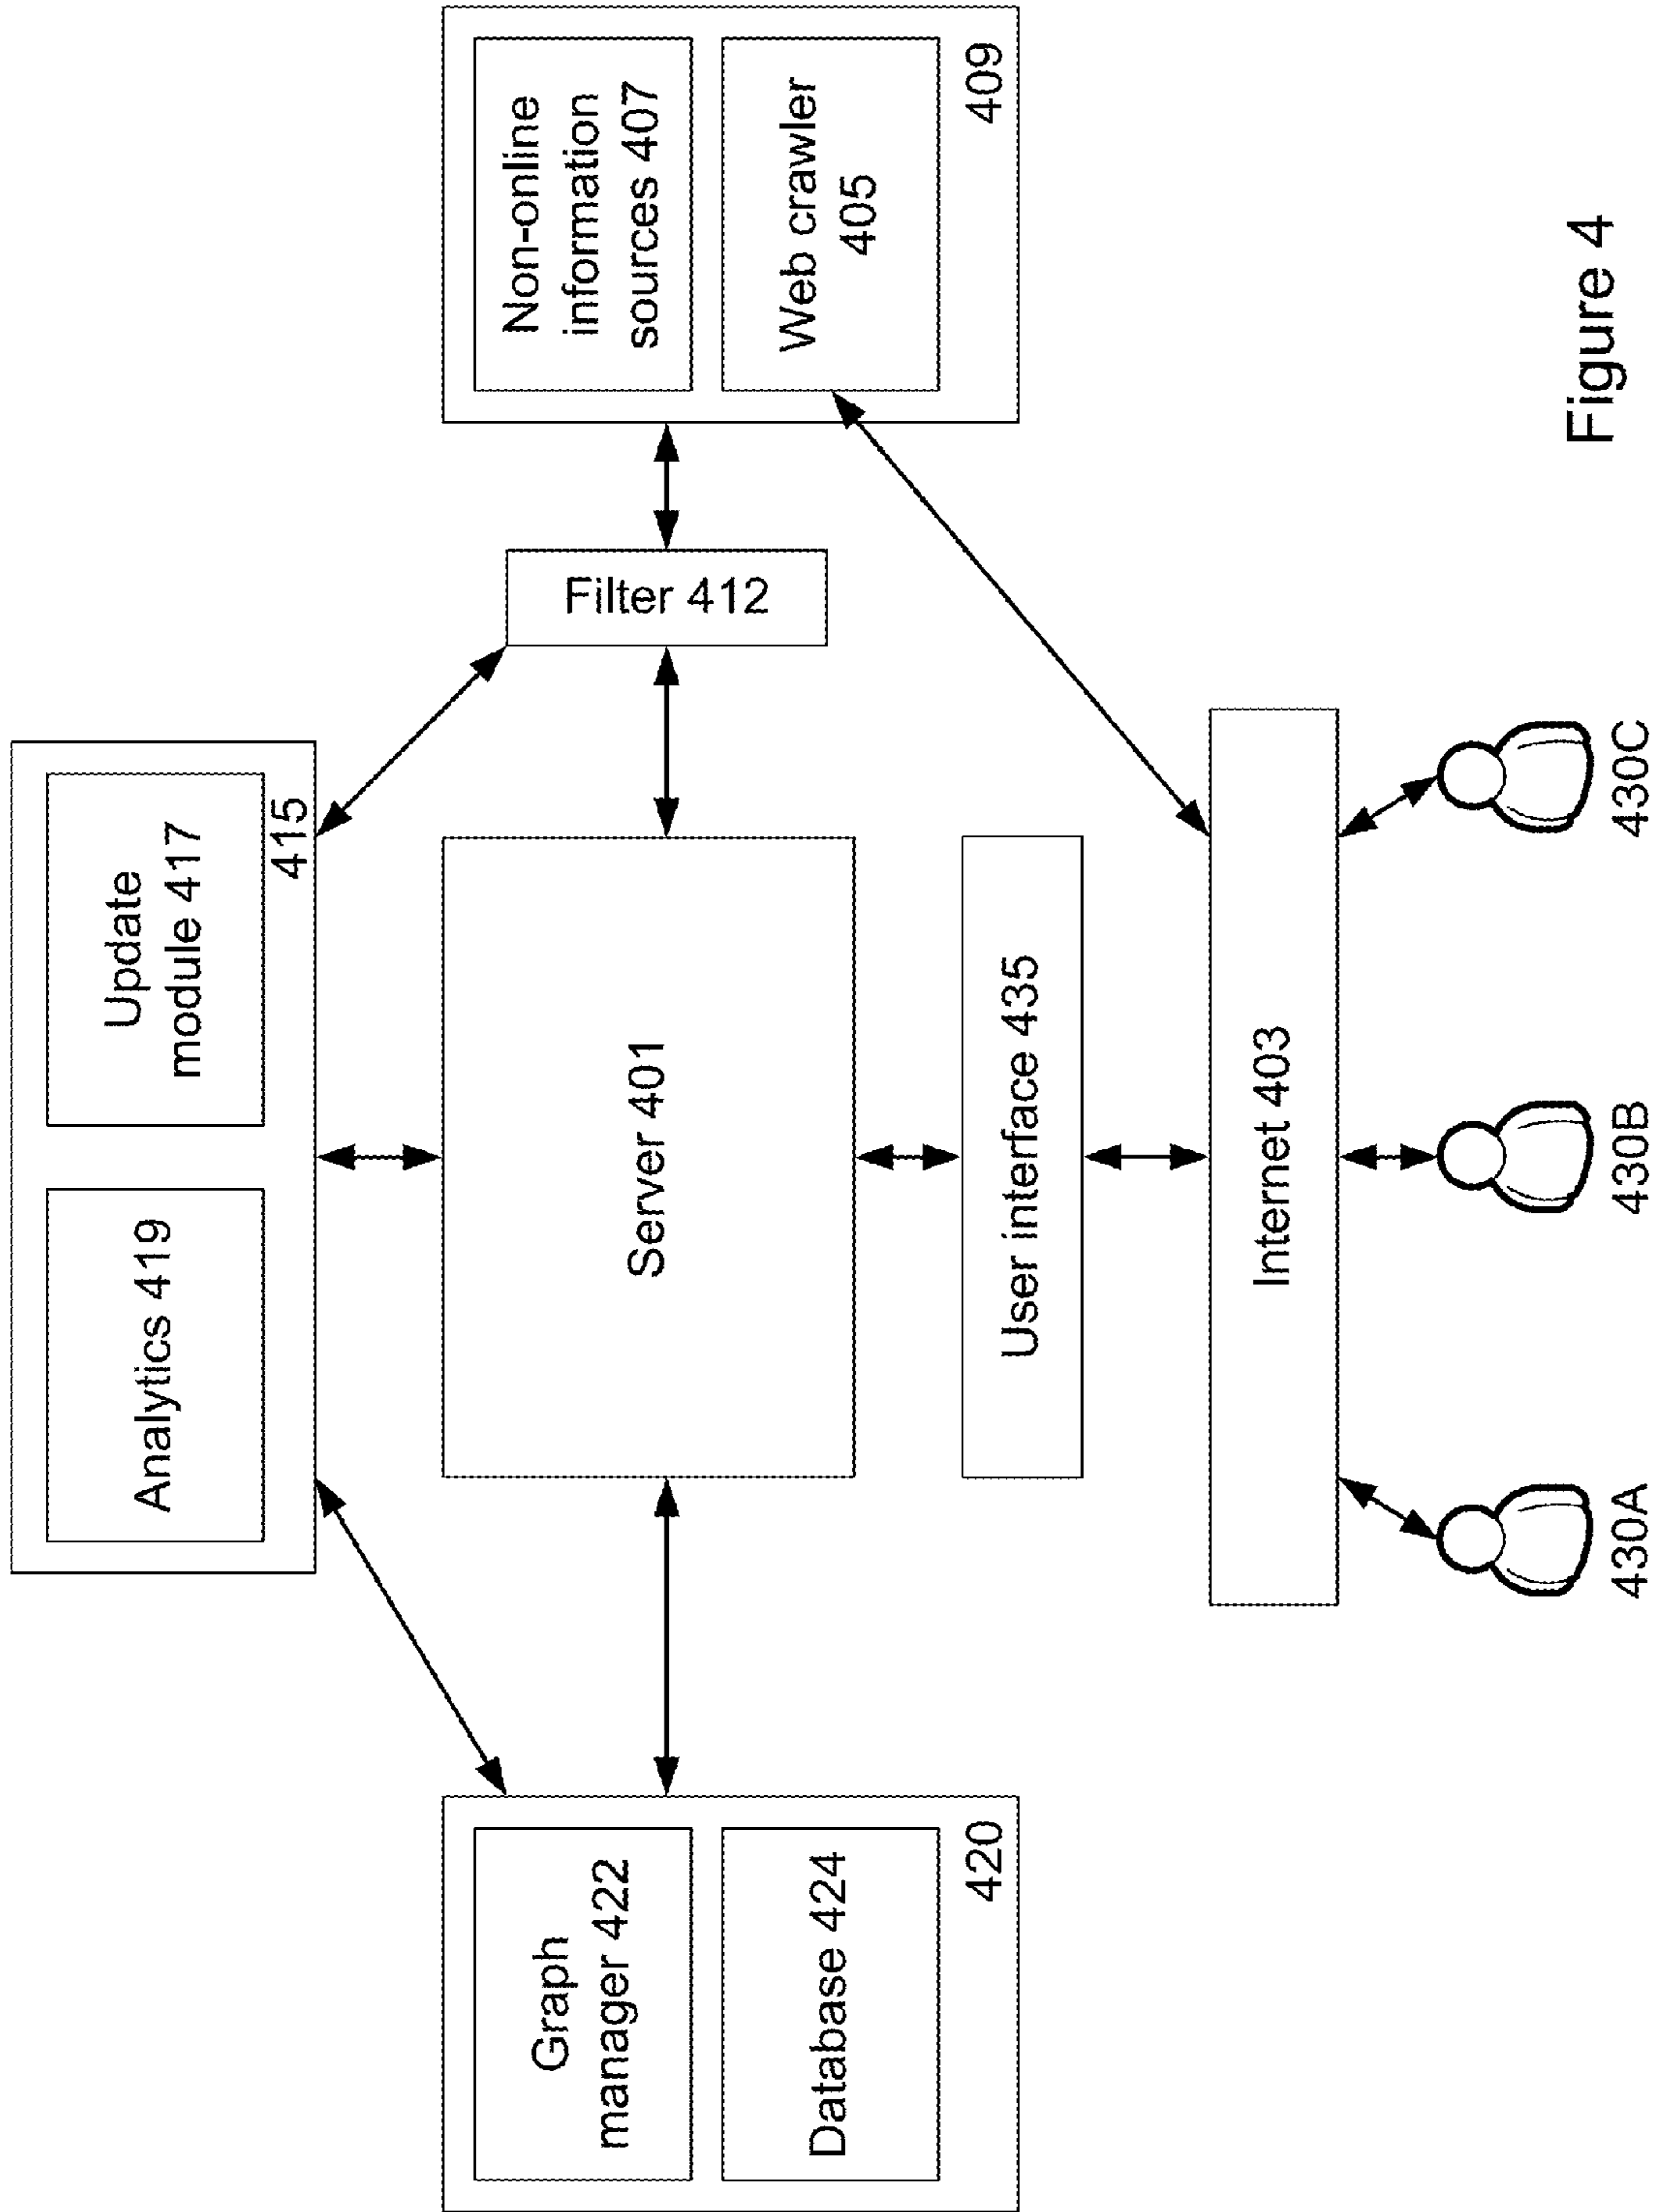 Analytics 419
Update
module 417
415
Graph
manager 422
Database 424
420
Server 401
Filter 412
Non-online
information
sources 407
Web crawler
405
409
User interface 435
Internet 403
430A
430B
430C
Figure 4